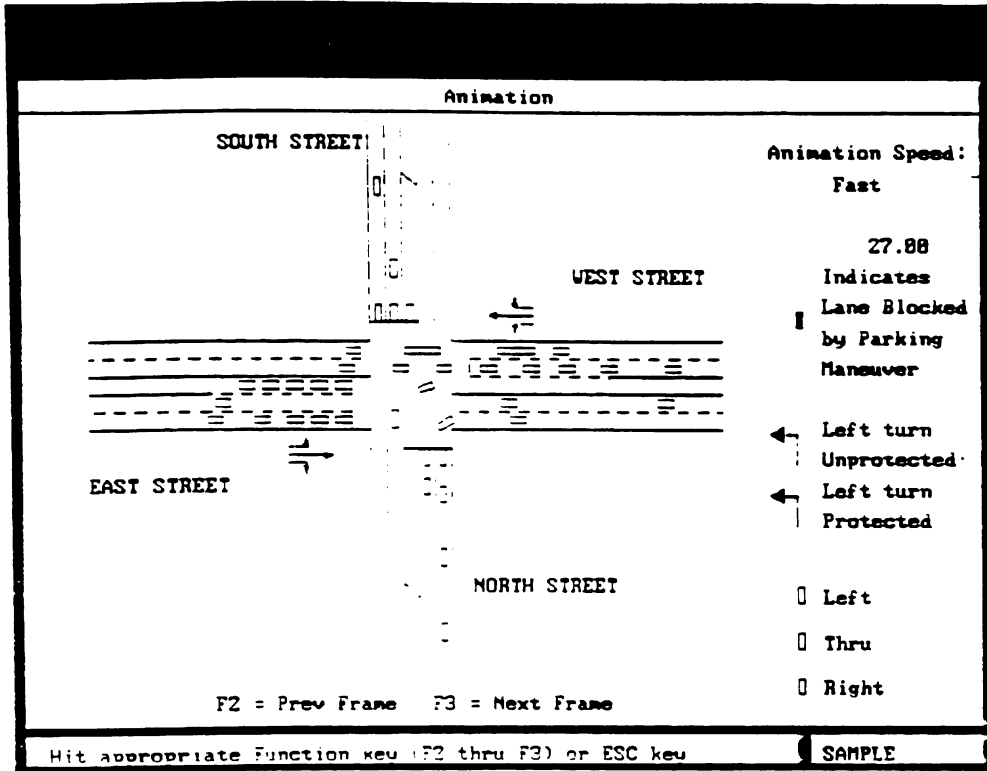 Animation
SOUTH STREET
Animation Speed:
Fast
27.00
Indicates
Lane Blocked
by Parking
Maneuver
WEST STREET
Left turn
Unprotected
Left turn
Protected
EAST STREET
NORTH STREET
Left
Thru
Right
F2 = Prev Frame F3 = Next Frame
Hit appropriate Function key (F2 thru F3) or ESC key
SAMPLE